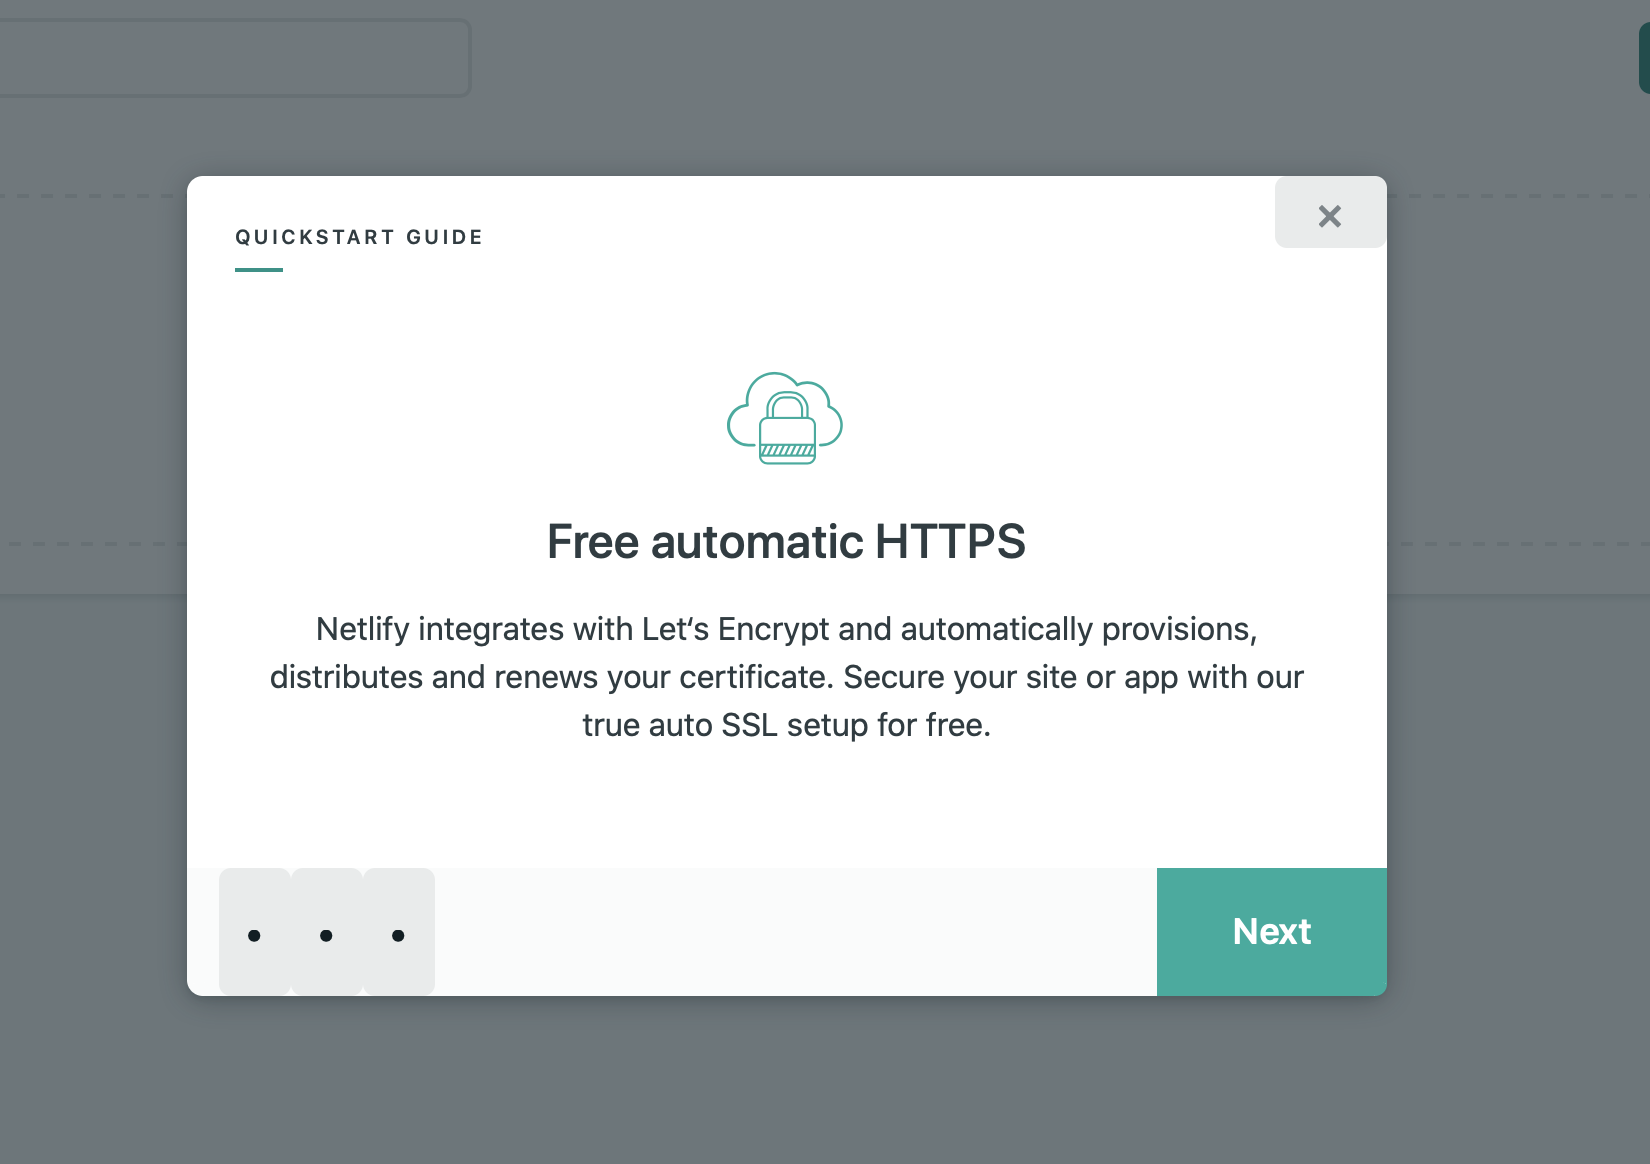 QUICKSTART GUIDE
Free automatic HTTPS
Netlify integrates with Let‘s Encrypt and automatically provisions,
distributes and renews your certificate. Secure your site or app with our
true auto SSL setup for free.
Next